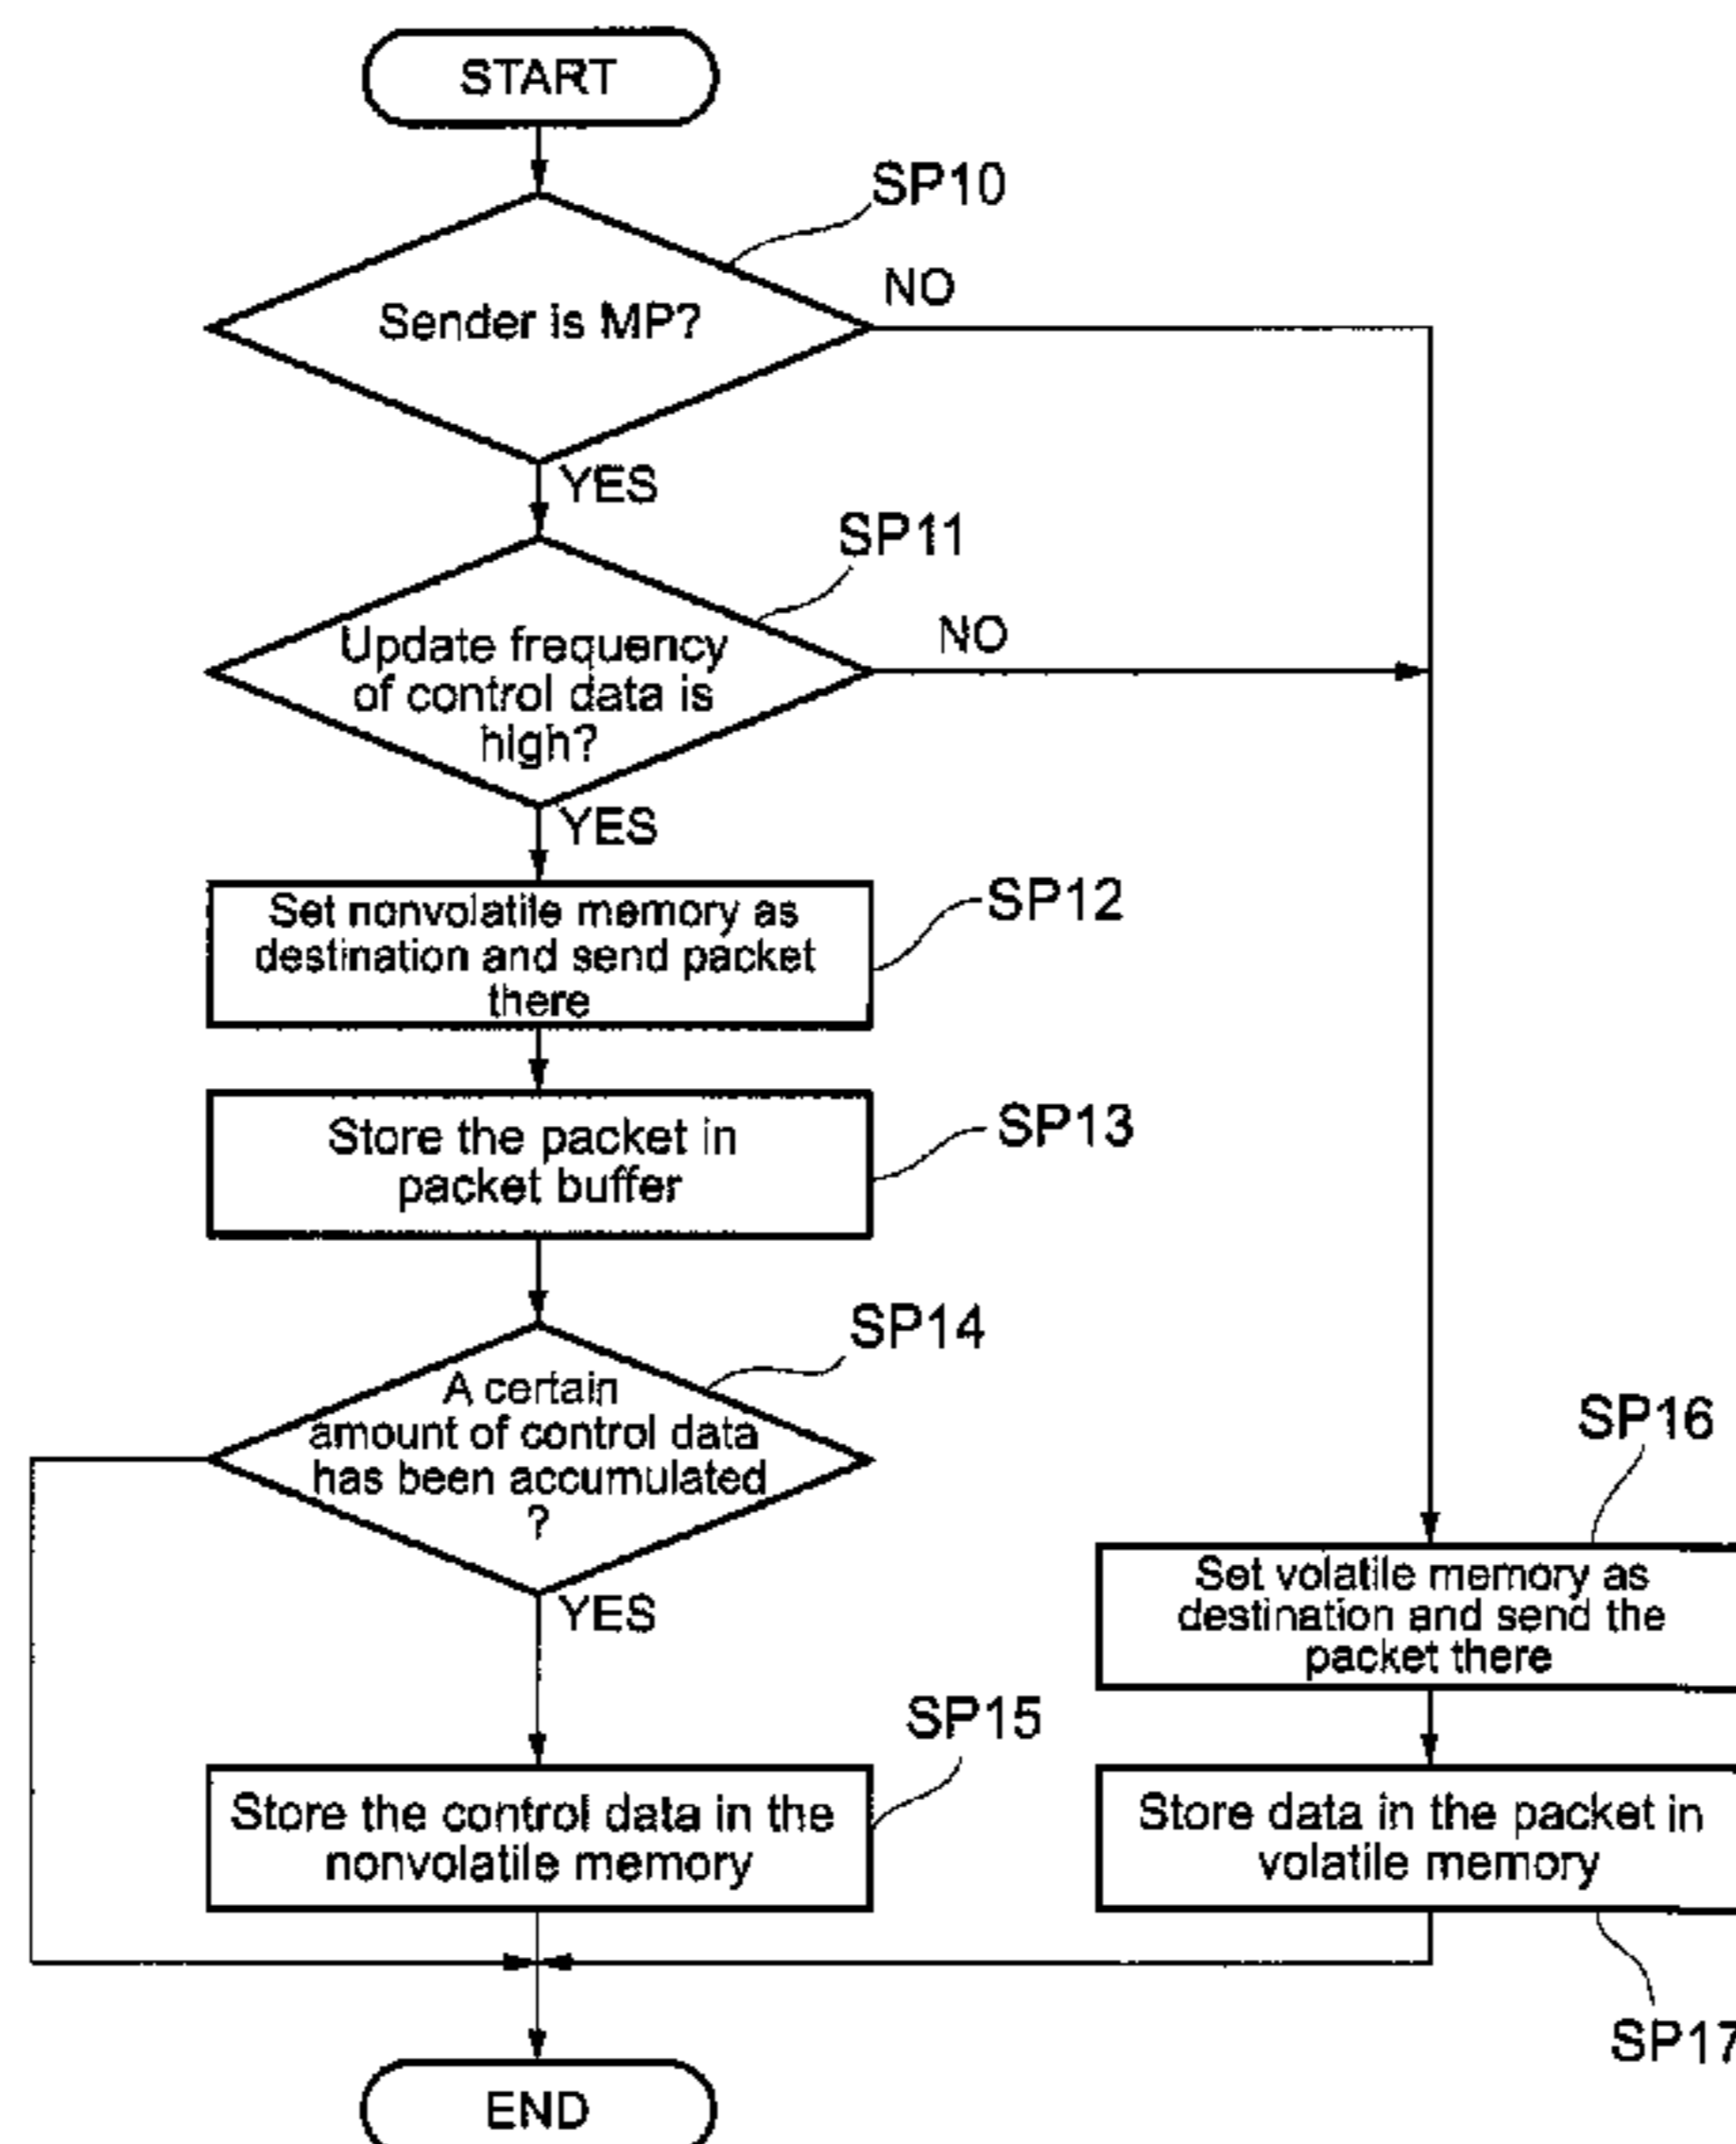 START
SP10
NO
Sender is MP?
YES
SP11
NO
Update frequency
of control data is
high?
YES
SP12
Set nonvolatile memory as
destination and send packet
there
SP13
Store the packet in
packet buffer
SP14
A certain
amount of control data
has been accumulated
?
YES
SP16
Set volatile memory as
destination and send the
packet there
SP15
Store the control data in the
nonvolatile memory
Store data in the packet in
volatile memory
SP17
END